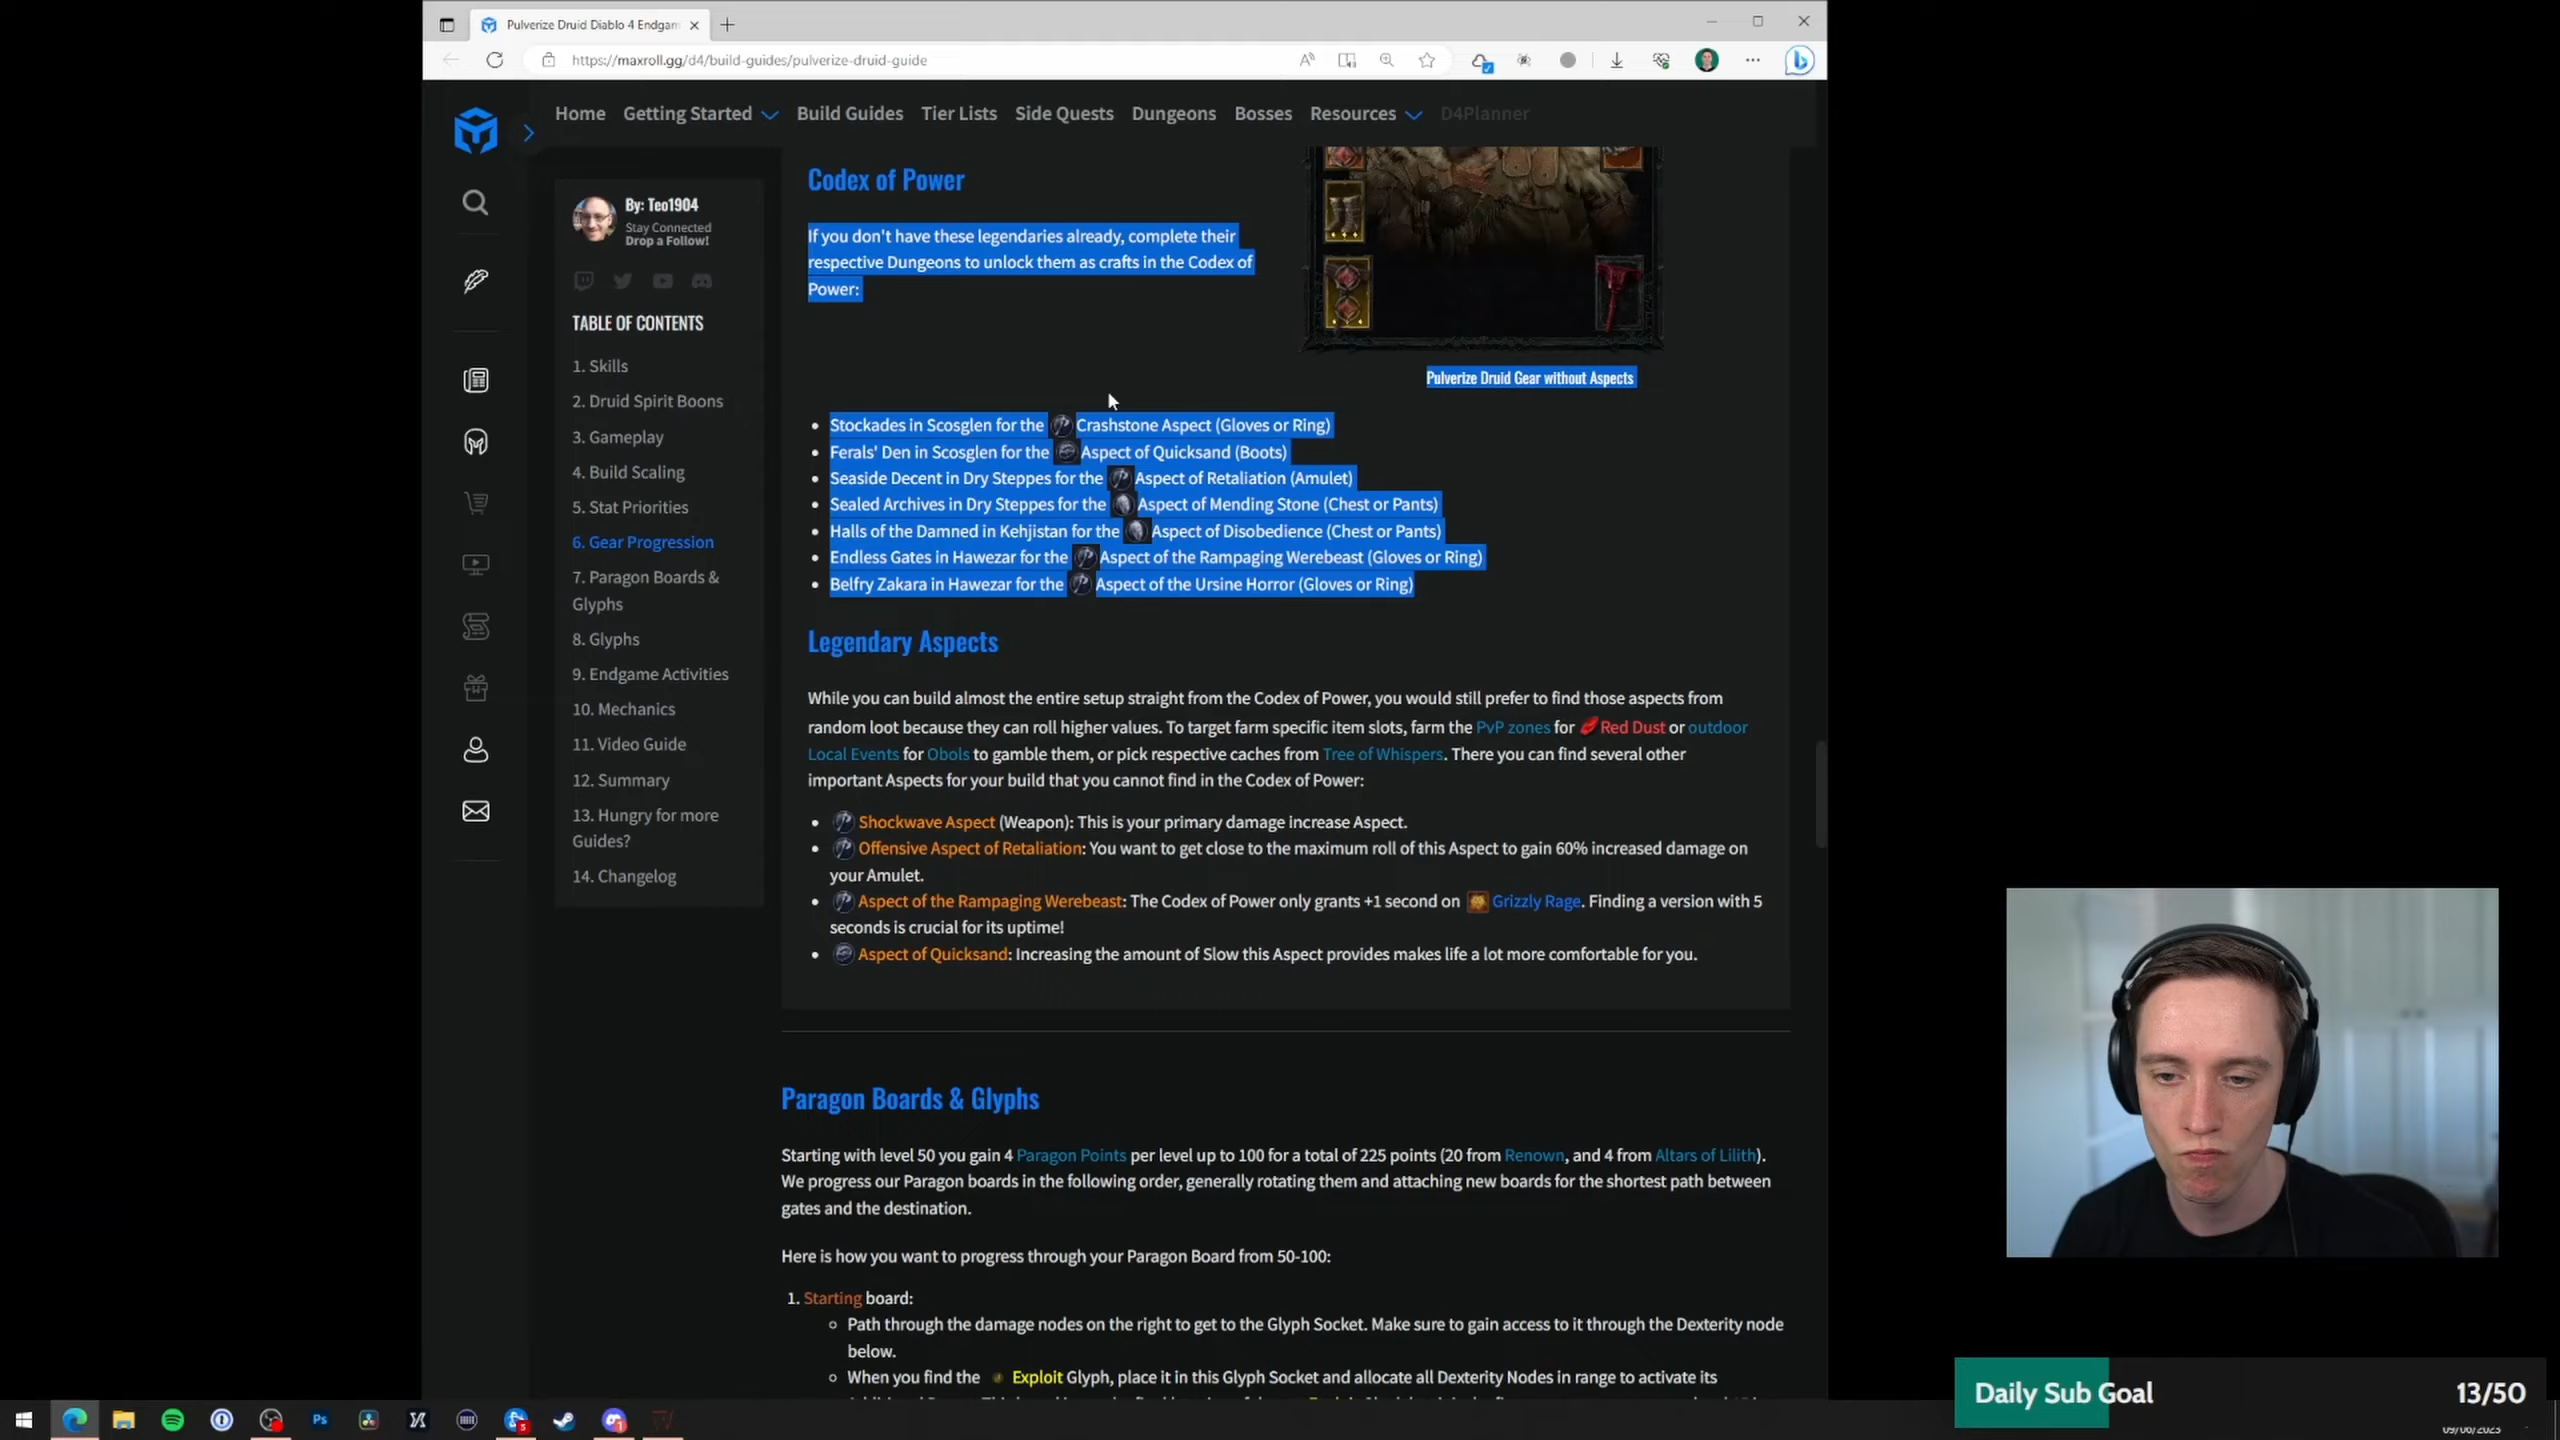 Pulverize Druid Diablo 4 Endgam
https://maxroll.gg/d4/build-guides/pulverize-druid-guide
Home Getting Started Build Guides Tier Lists Side Quests Dungeons Bosses Resources D4Planner
By: Teo1904
Stay Connected
Drop a Follow!
TABLE OF CONTENTS
1. Skills
2. Druid Spirit Boons
3. Gameplay
4. Build Scaling
5. Stat Priorities
6. Gear Progression
7. Paragon Boards &
Glyphs
8. Glyphs
9. Endgame Activities
10. Mechanics
11. Video Guide
12. Summary
13. Hungry for more
Guides?
14. Changelog
Codex of Power
If you don't have these legendaries already, complete their
respective Dungeons to unlock them as crafts in the Codex of
Power:
Pulverize Druid Gear without Aspects
Stockades in Scosglen for the Crashstone Aspect (Gloves or Ring)
Ferals' Den in Scosglen for the Aspect of Quicksand (Boots)
Seaside Decent in Dry Steppes for the Aspect of Retaliation (Amulet)
Sealed Archives in Dry Steppes for the Aspect of Mending Stone (Chest or Pants)
Halls of the Damned in Kehjistan for the Aspect of Disobedience (Chest or Pants)
Endless Gates in Hawezar for the Aspect of the Rampaging Werebeast (Gloves or Ring)
Belfry Zakara in Hawezar for the Aspect of the Ursine Horror (Gloves or Ring)
Legendary Aspects
While you can build almost the entire setup straight from the Codex of Power, you would still prefer to find those aspects from
random loot because they can roll higher values. To target farm specific item slots, farm the PvP zones for Red Dust or outdoor
Local Events for Obols to gamble them, or pick respective caches from Tree of Whispers. There you can find several other
important Aspects for your build that you cannot find in the Codex of Power:
Shockwave Aspect (Weapon): This is your primary damage increase Aspect.
Offensive Aspect of Retaliation: You want to get close to the maximum roll of this Aspect to gain 60% increased damage on
your Amulet.
Aspect of the Rampaging Werebeast: The Codex of Power only grants +1 second on Grizzly Rage. Finding a version with 5
seconds is crucial for its uptime!
Aspect of Quicksand: Increasing the amount of Slow this Aspect provides makes life a lot more comfortable for you.
Paragon Boards & Glyphs
Starting with level 50 you gain 4 Paragon Points per level up to 100 for a total of 225 points (20 from Renown, and 4 from Altars of Lilith).
We progress our Paragon boards in the following order, generally rotating them and attaching new boards for the shortest path between
gates and the destination.
Here is how you want to progress through your Paragon Board from 50-100:
1. Starting board:
Path through the damage nodes on the right to get to the Glyph Socket. Make sure to gain access to it through the Dexterity node
below.
When you find the Exploit Glyph, place it in this Glyph Socket and allocate all Dexterity Nodes in range to activate its
Daily Sub Goal 13/50
09/06/2023